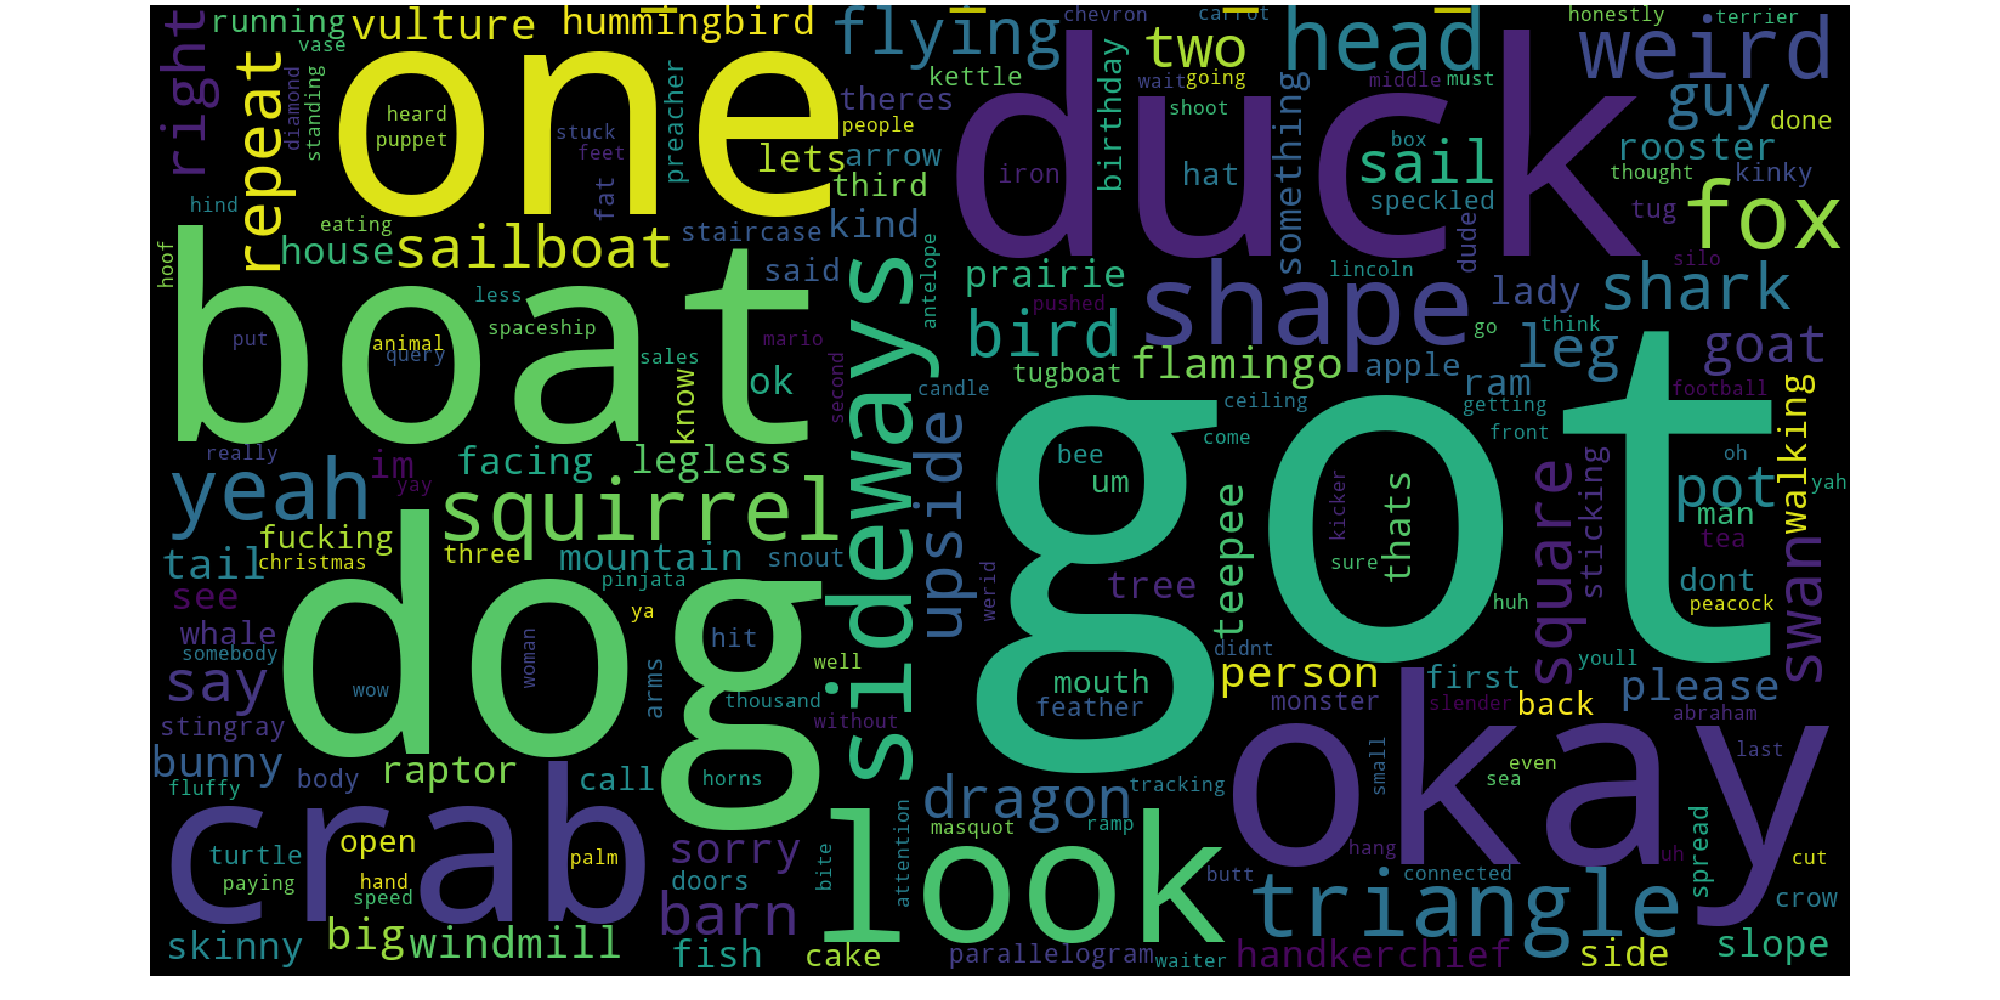 running
vulture
hummingbird
flying
chevron
carrot
head
honestly
terrier
vase
one
duck
two
weird
right
repeat
diamond
standing
heard
puppet
stuck
feet
fat
preacher
kettle
theres
people
lets
arrow
third
birthday
wait
going
shoot
middle
must
guy
done
box
something
sail
rooster
iron
hat
speckled
thought
kinky
hind
eating
kind
dude
tug
fox
hoof
house
sailboat
staircase
said
sideways
antelope
prairie
lincoln
silo
boat
less
spaceship
pushed
shape
lady
shark
put
animal
query
sales
mario
bird
go
think
leg
goat
ok
second
tugboat
flamingo
apple
ram
football
know
candle
ceiling
getting
walking
really
im
yay
facing
legless
upside
bee
come
got
front
oh
yeah
squirrel
um
kicker
thats
square
sticking
pot
yah
fucking
man
swan
christmas
three
mountain
snout
tea
tail
pinjata
werid
tree
teepee
sure
dont
see
dog
ya
huh
peacock
whale
woman
hit
didnt
somebody
well
mouth
person
first
youll
say
wow
arms
thousand
feather
monster
slender
back
please
stingray
without
okay
abraham
bunny
body
raptor
call
horns
dragon
tracking
small
even
sea
last
fluffy
crab
attention
masquot
ramp
spread
turtle
open
palm
sorry
bite
look
hang
uh
cut
paying
hand
speed
doors
butt
connected
triangle
crow
skinny
big
windmill
barn
fish
cake
parallelogram
waiter
handkerchief
side
slope